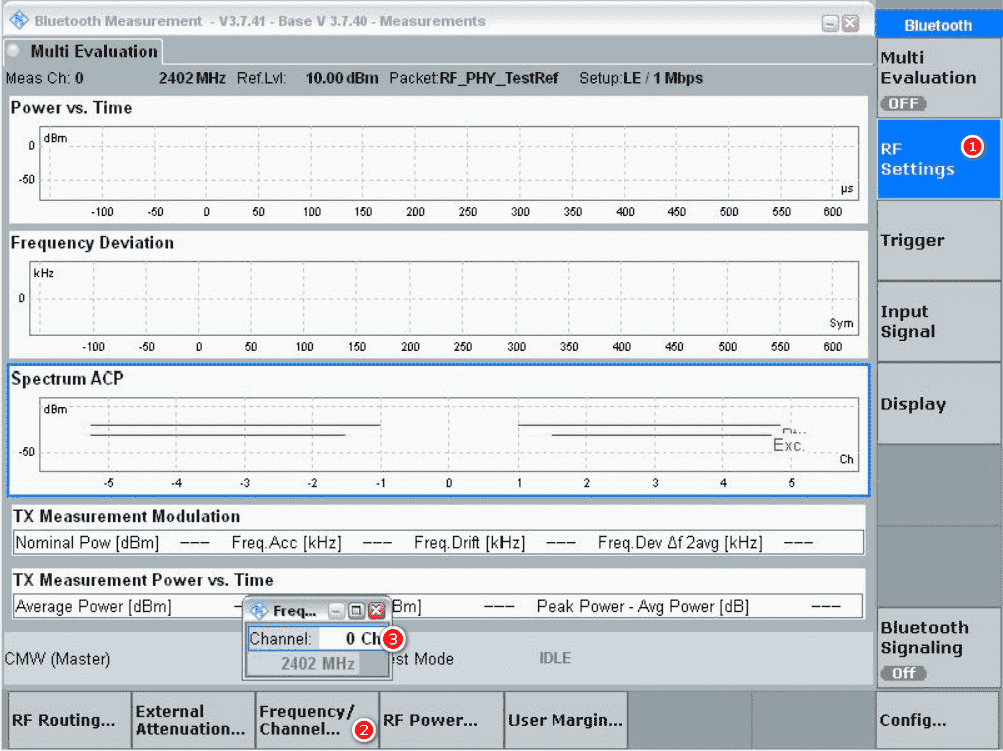 Bluetooth Measurement - V3.7.41 - Base V 3.7.40 - Measurements
Bluetooth
Multi Evaluation
Meas Ch: 0 2402 MHz Ref.Lvl: 10.00 dBm Packet:RF_PHY_TestRef Setup:LE / 1 Mbps
Multi
Evaluation
OFF
Power vs. Time
dBm
0
-50
µs
-100 -50 0 50 100 150 200 250 300 350 400 450 500 550 600
RF
Settings
1
Frequency Deviation
kHz
0
Sym
-100 -50 0 50 100 150 200 250 300 350 400 450 500 550 600
Trigger
Input
Signal
Spectrum ACP
dBm
-50
Exc.
Ch
-5 -4 -3 -2 -1 0 1 2 3 4 5
Display
TX Measurement Modulation
Nominal Pow [dBm] --- Freq.Acc [kHz] --- Freq.Drift [kHz] --- Freq.Dev Δf 2avg [kHz] ---
TX Measurement Power vs. Time
Average Power [dBm] Bm] --- Peak Power - Avg Power [dB] ---
Freq...
Channel: 0 Ch
3
2402 MHz
CMW (Master) est Mode IDLE
Bluetooth
Signaling
Off
RF Routing...
External
Attenuation...
Frequency/
Channel...
2
RF Power...
User Margin...
Config...